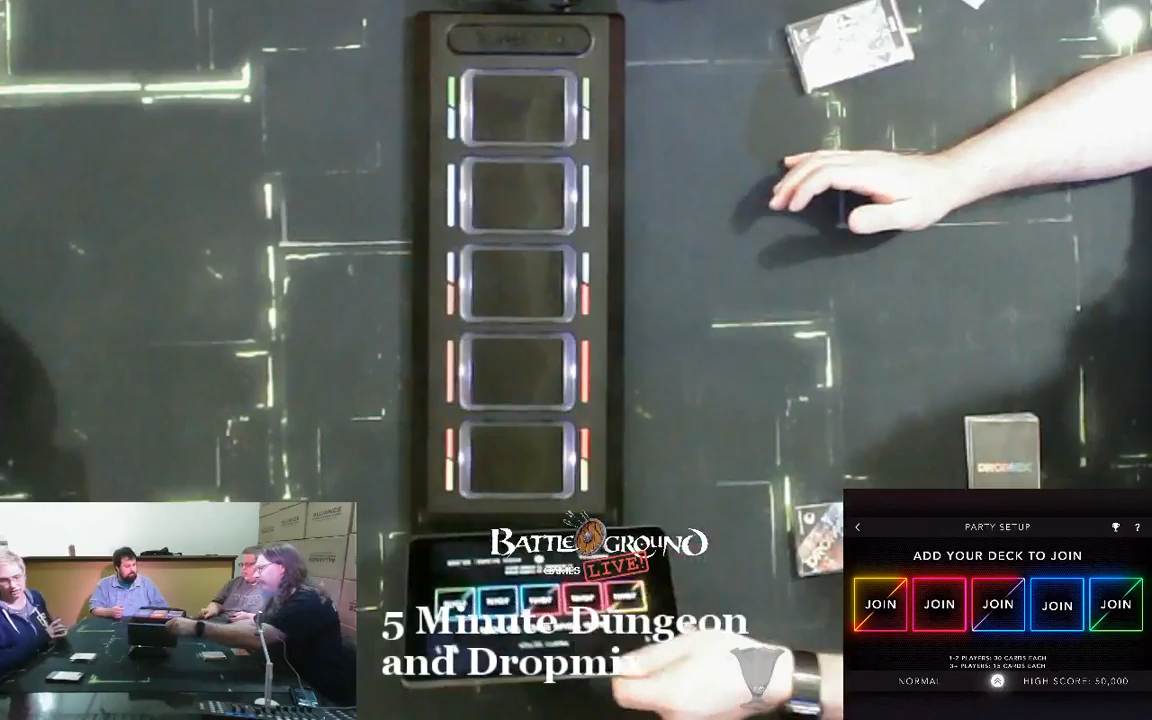 DROPMIX
BATTLEGROUND
GAMES LIVE!
5 Minute Dungeon
and Dropmix
ALLIANCE
PARTY SETUP
?
ADD YOUR DECK TO JOIN
JOIN JOIN JOIN JOIN JOIN
1-2 PLAYERS: 30 CARDS EACH
3+ PLAYERS: 15 CARDS EACH
NORMAL HIGH SCORE: 50,000